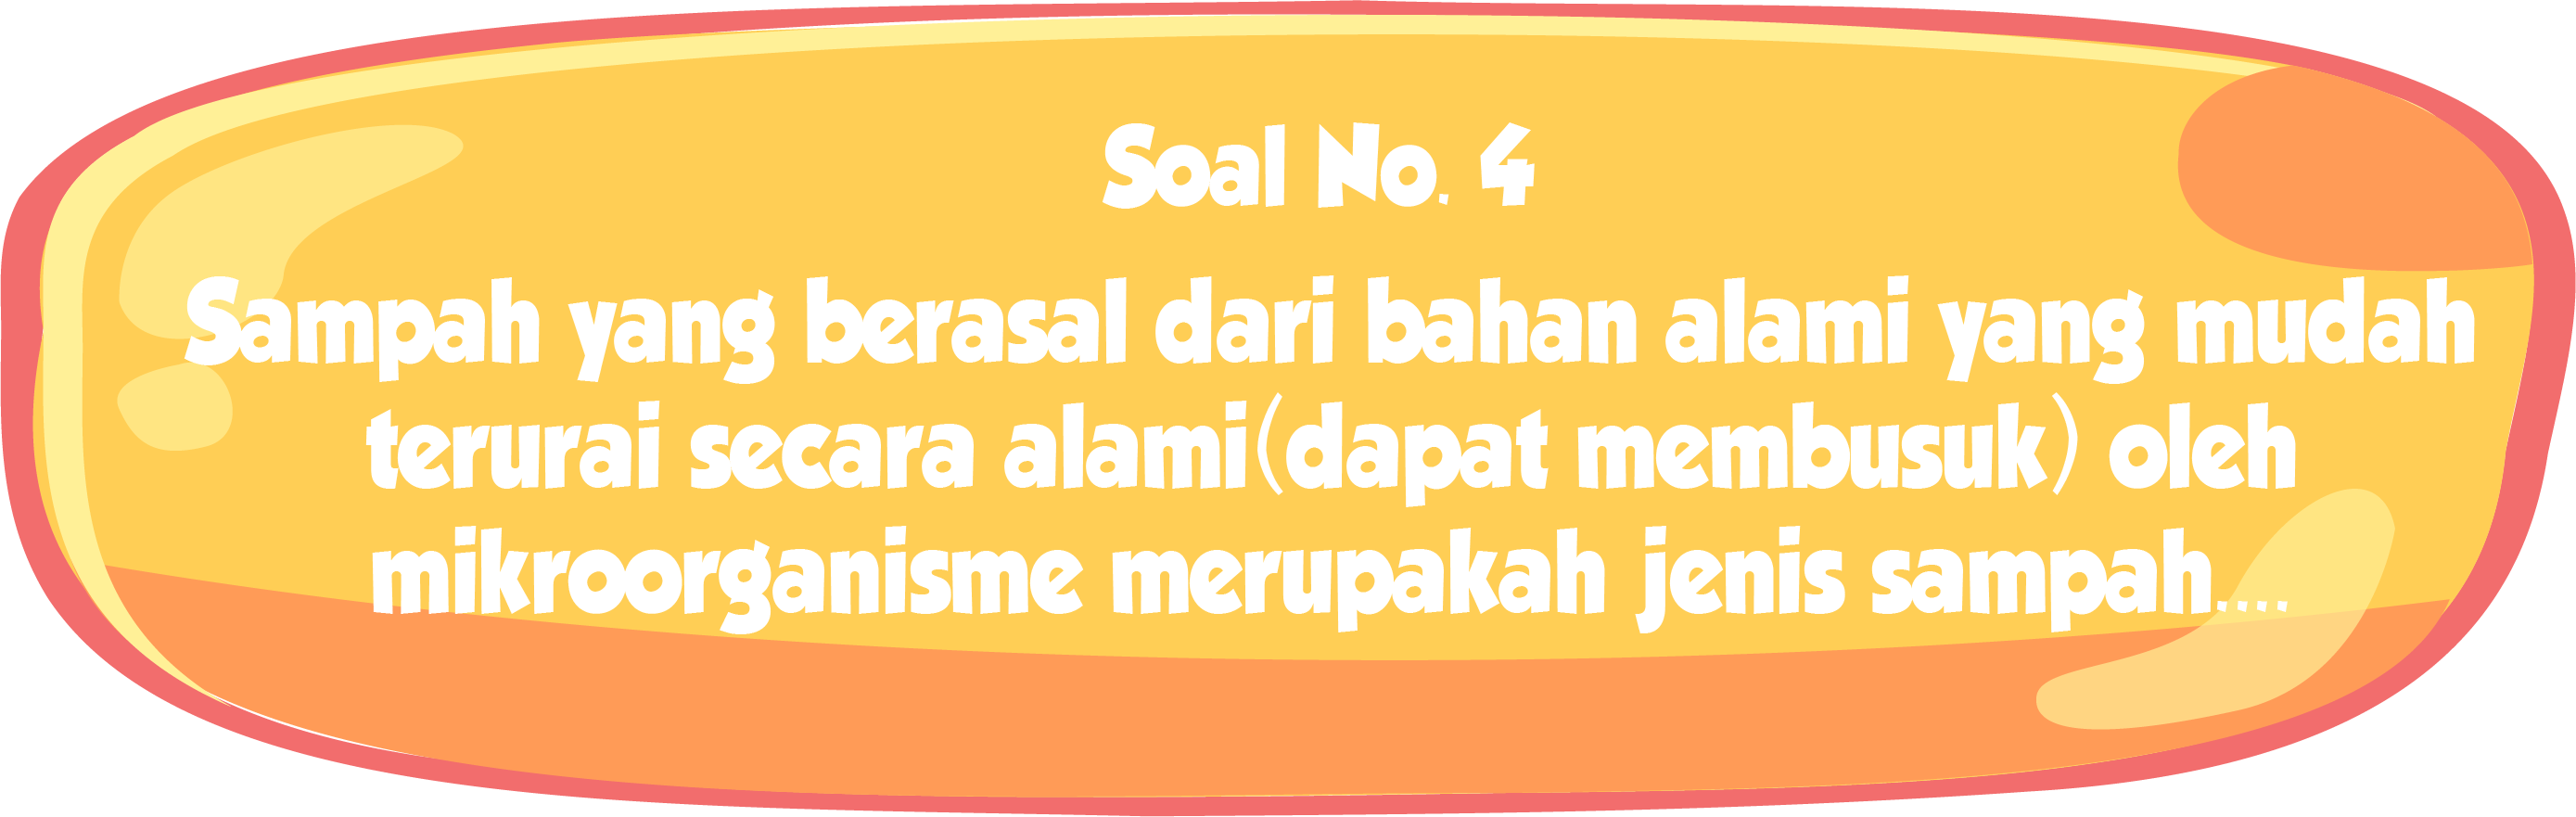 Soal No. 4
Sampah yang berasal dari bahan alami yang mudah
terurai secara alami(dapat membusuk) oleh
mikroorganisme merupakah jenis sampah....